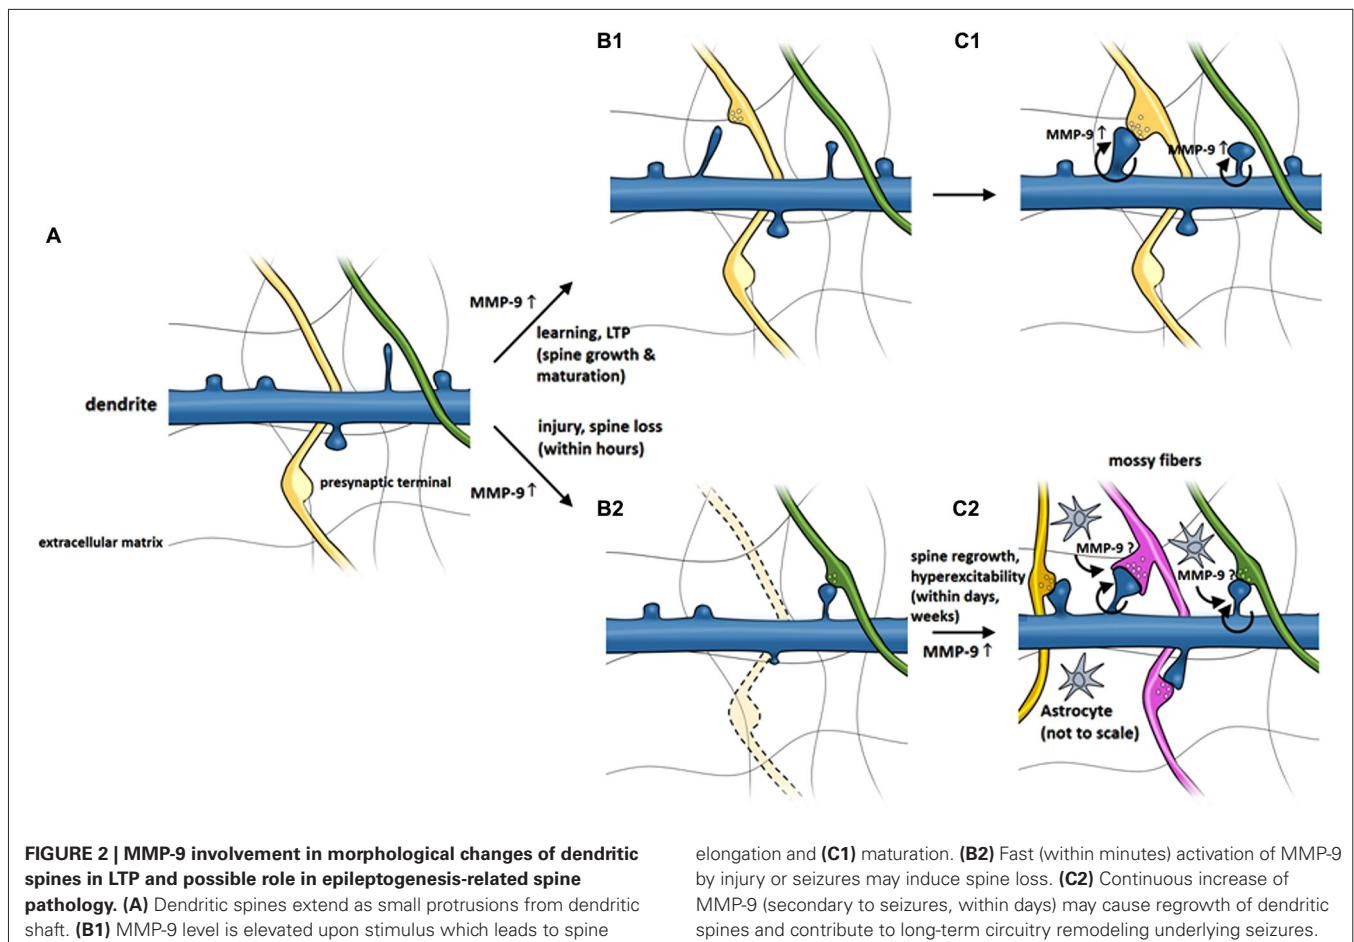 B1
C1
MMP-9 ↑
MMP-9 ↑
A
MMP-9 ↑
learning, LTP
(spine growth &
maturation)
dendrite
injury, spine loss
(within hours)
MMP-9 ↑
presynaptic terminal
extracellular matrix
B2
C2
mossy fibers
spine regrowth,
hyperexcitability
(within days,
weeks)
MMP-9 ↑
MMP-9 ?
MMP-9 ?
Astrocyte
(not to scale)
FIGURE 2 | MMP-9 involvement in morphological changes of dendritic
spines in LTP and possible role in epileptogenesis-related spine
pathology. (A) Dendritic spines extend as small protrusions from dendritic
shaft. (B1) MMP-9 level is elevated upon stimulus which leads to spine
elongation and (C1) maturation. (B2) Fast (within minutes) activation of MMP-9
by injury or seizures may induce spine loss. (C2) Continuous increase of
MMP-9 (secondary to seizures, within days) may cause regrowth of dendritic
spines and contribute to long-term circuitry remodeling underlying seizures.